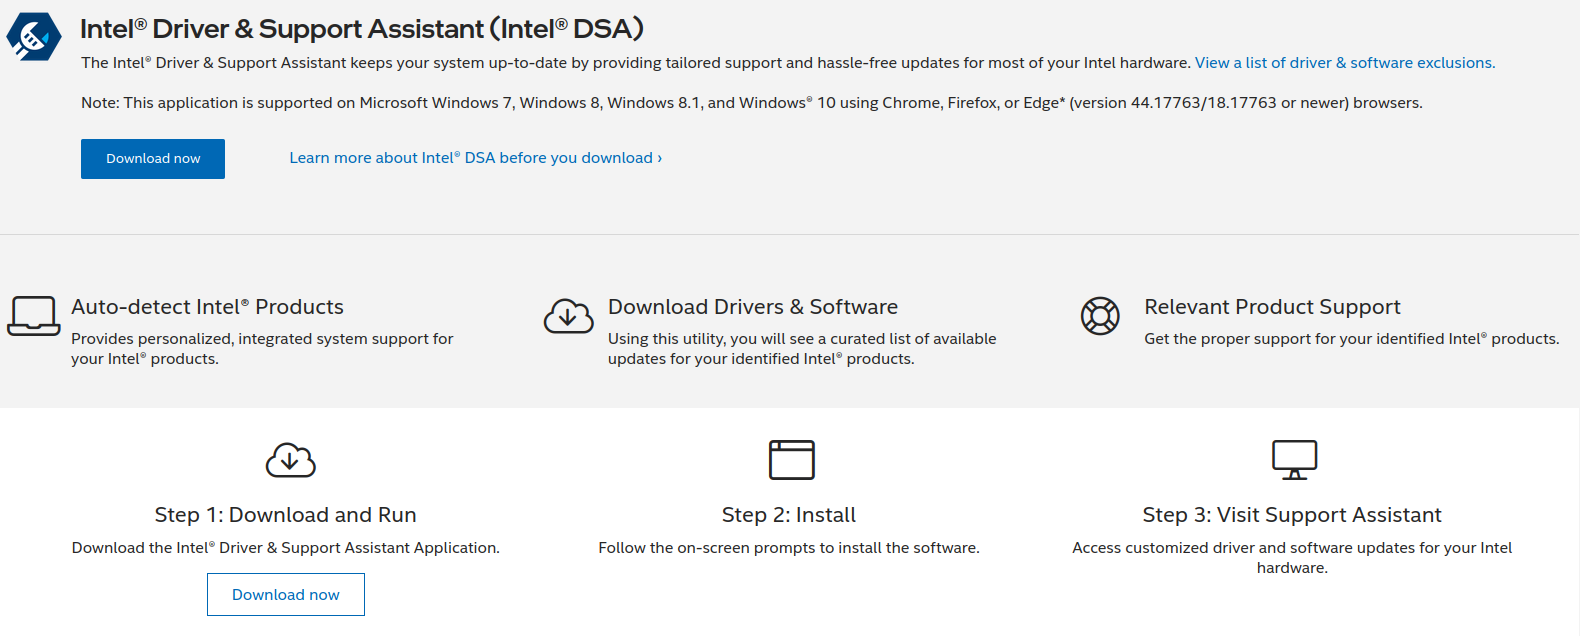 Intel® Driver & Support Assistant (Intel® DSA)
The Intel® Driver & Support Assistant keeps your system up-to-date by providing tailored support and hassle-free updates for most of your Intel hardware. View a list of driver & software exclusions.
Note: This application is supported on Microsoft Windows 7, Windows 8, Windows 8.1, and Windows® 10 using Chrome, Firefox, or Edge* (version 44.17763/18.17763 or newer) browsers.
Download now
Learn more about Intel® DSA before you download ›
Auto-detect Intel® Products
Provides personalized, integrated system support for
your Intel® products.
Download Drivers & Software
Using this utility, you will see a curated list of available
updates for your identified Intel® products.
Relevant Product Support
Get the proper support for your identified Intel® products.
Step 1: Download and Run
Download the Intel® Driver & Support Assistant Application.
Download now
Step 2: Install
Follow the on-screen prompts to install the software.
Step 3: Visit Support Assistant
Access customized driver and software updates for your Intel
hardware.